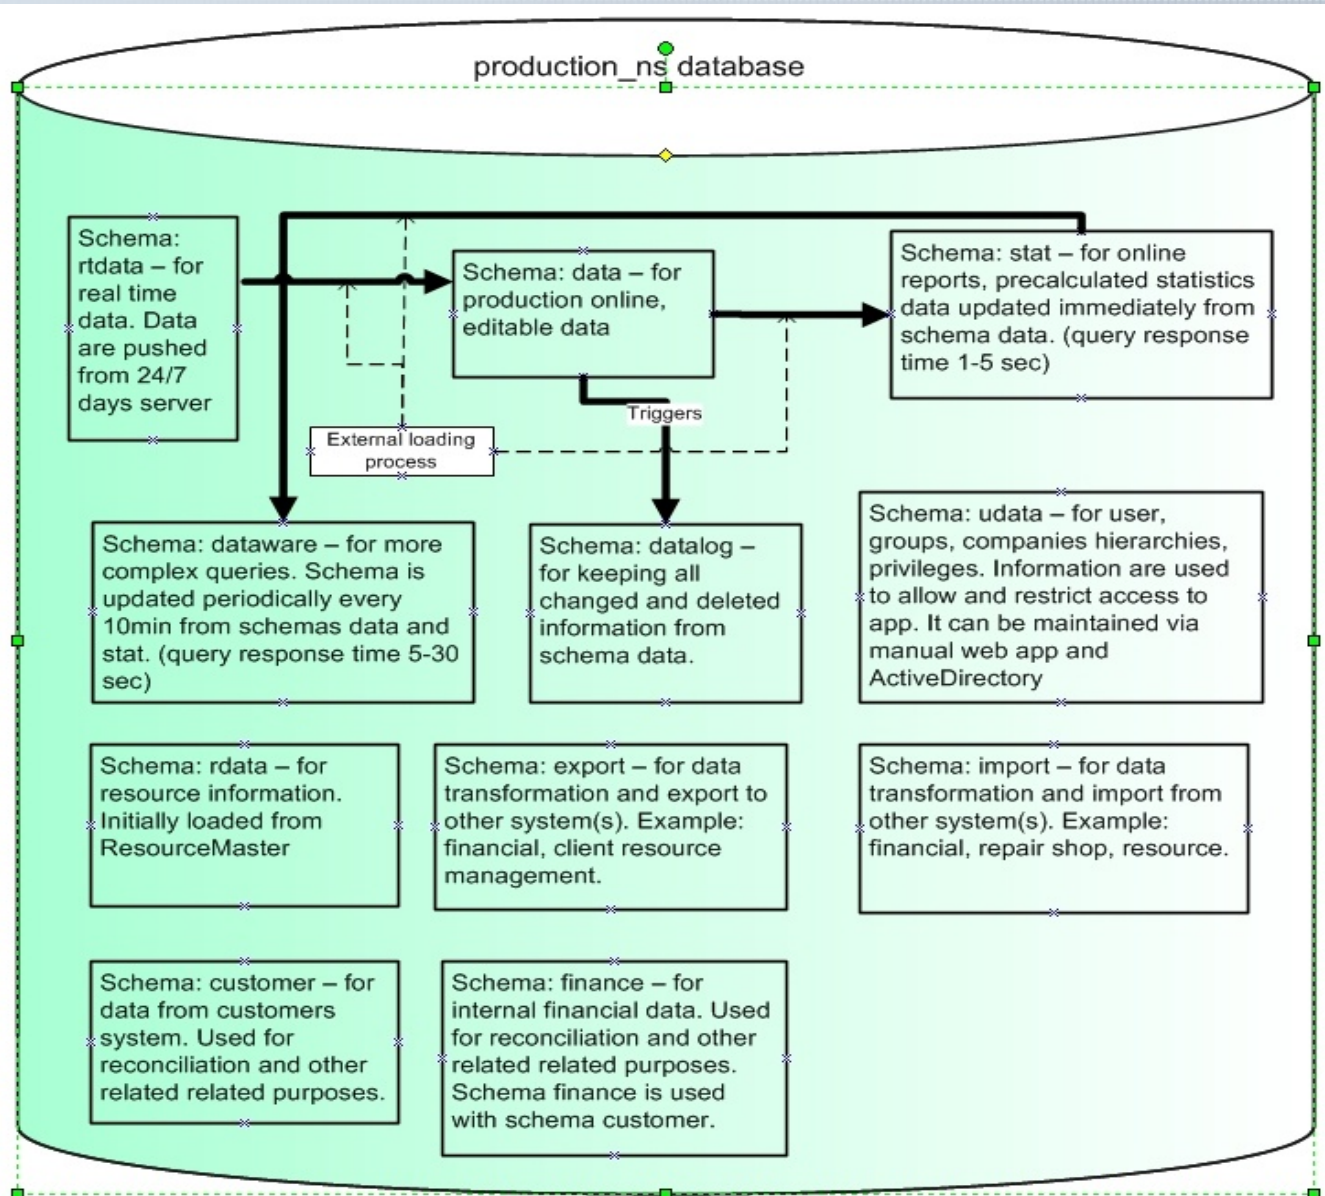 production_ns database
Schema:
rtdata – for
real time
data. Data
are pushed
from 24/7
days server
Schema: data – for
production online,
editable data
Schema: stat – for online
reports, precalculated statistics
data updated immediately from
schema data. (query response
time 1-5 sec)
Triggers
External loading
process
Schema: dataware – for more
complex queries. Schema is
updated periodically every
10min from schemas data and
stat. (query response time 5-30
sec)
Schema: datalog –
for keeping all
changed and deleted
information from
schema data.
Schema: udata – for user,
groups, companies hierarchies,
privileges. Information are used
to allow and restrict access to
app. It can be maintained via
manual web app and
ActiveDirectory
Schema: rdata – for
resource information.
Initially loaded from
ResourceMaster
Schema: export – for data
transformation and export to
other system(s). Example:
financial, client resource
management.
Schema: import – for data
transformation and import from
other system(s). Example:
financial, repair shop, resource.
Schema: customer – for
data from customers
system. Used for
reconciliation and other
related related purposes.
Schema: finance – for
internal financial data. Used
for reconciliation and other
related related purposes.
Schema finance is used
with schema customer.